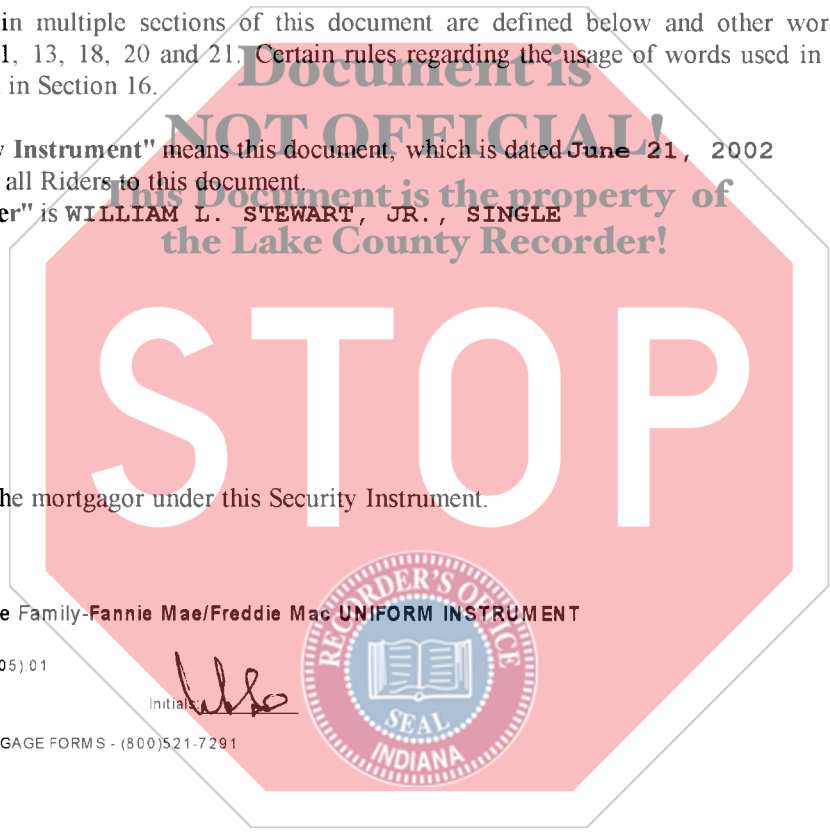 in multiple sections of this document are defined below and other wor
1, 13, 18, 20 and 21. Certain rules regarding the usage of words used in
in Section 16.
Document is
NOT OFFICIAL!
Instrument" means this document, which is dated June 21, 2002
all Riders to this document.
This Document is the property of
er" is WILLIAM L. STEWART, JR., SINGLE
the Lake County Recorder!
STOP
he mortgagor under this Security Instrument.
RECORDER'S OFFICE
SEAL
INDIANA
e Family-Fannie Mae/Freddie Mac UNIFORM INSTRUMENT
05).01
Initials:
GAGE FORMS - (800)521-7291